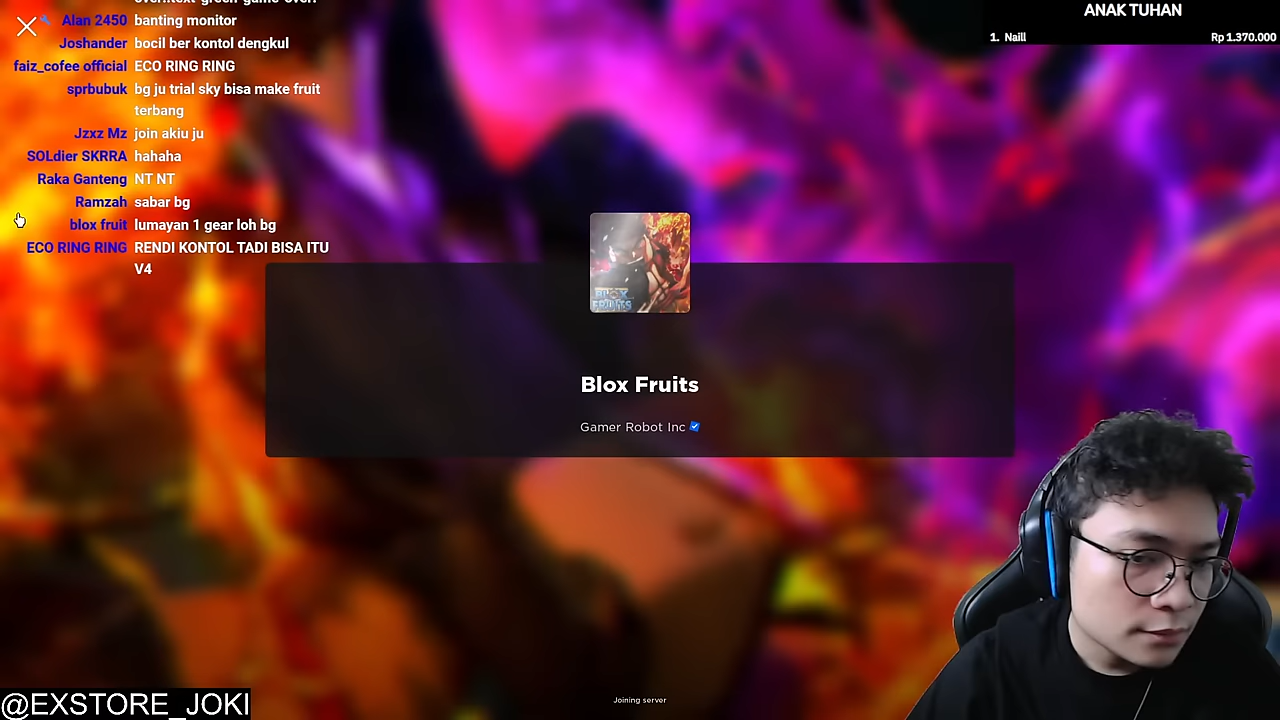 Alan 2450 banting monitor
Joshander bocil ber kontol dengkul
faiz_cofee official ECO RING RING
sprbubuk bg ju trial sky bisa make fruit
terbang
Jzxz Mz join akiu ju
SOLdier SKRRA hahaha
Raka Ganteng NT NT
Ramzah sabar bg
blox fruit lumayan 1 gear loh bg
ECO RING RING RENDI KONTOL TADI BISA ITU
V4
ANAK TUHAN
1. Naill Rp 1.370.000
BLOX
FRUITS
Blox Fruits
Gamer Robot Inc
Joining server
@EXSTORE_JOKI